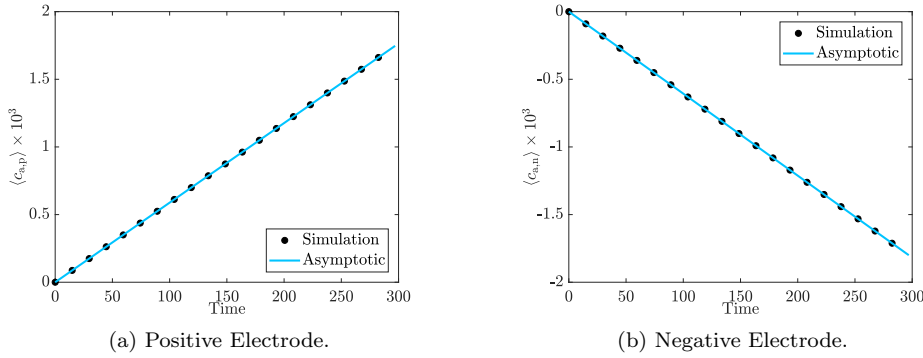 2
1.5
1
0.5
0
⟨c_{a,p}⟩ × 10^3
0 50 100 150 200 250 300
Time
Simulation
Asymptotic
(a) Positive Electrode.
0
-0.5
-1
-1.5
-2
⟨c_{a,n}⟩ × 10^3
0 50 100 150 200 250 300
Time
Simulation
Asymptotic
(b) Negative Electrode.